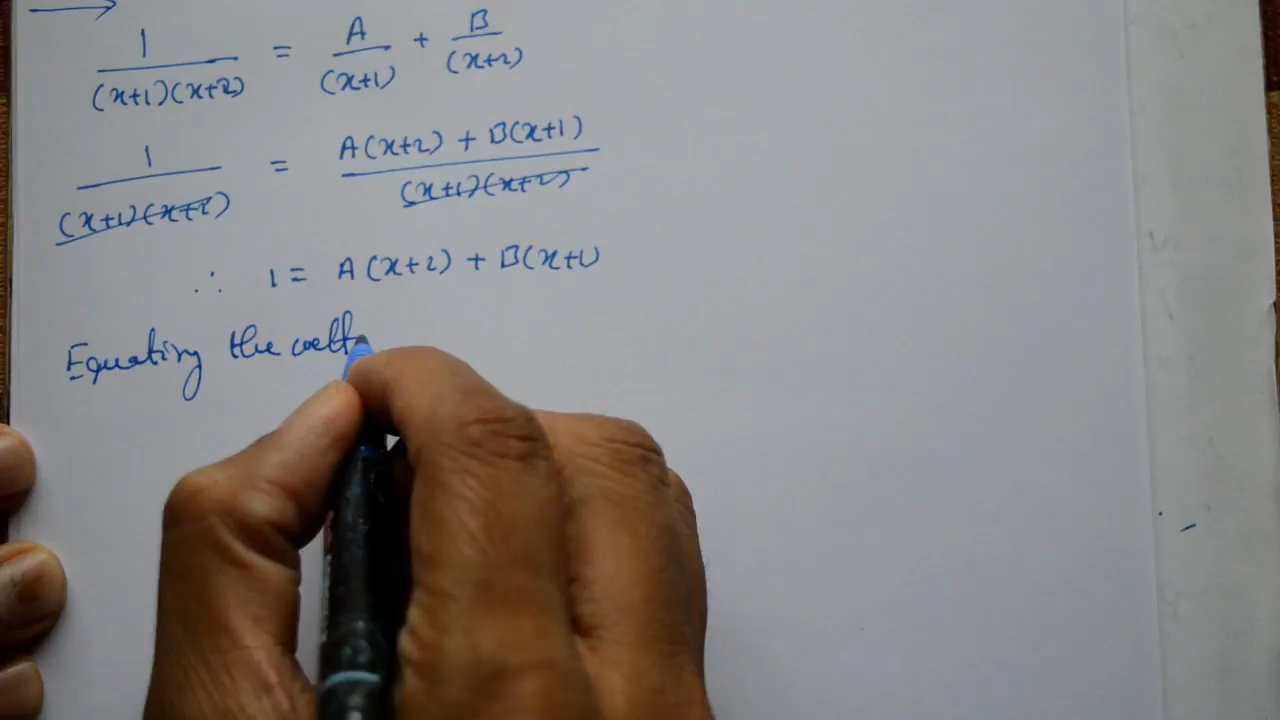 1/(x+1)(x+2) = A/(x+1) + B/(x+2)
1/(x+1)(x+2) = A(x+2) + B(x+1)/(x+1)(x+2)
∴ 1 = A(x+2) + B(x+1)
Equating the coeff